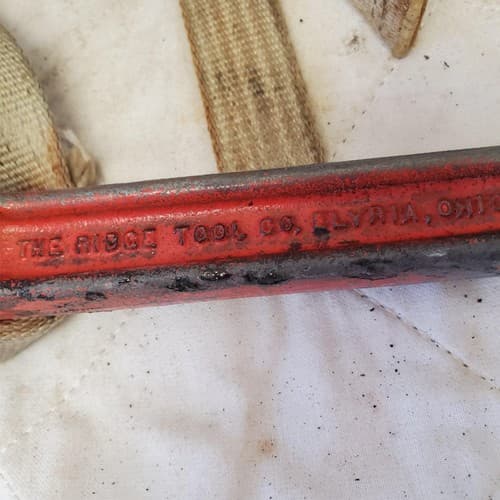 THE RIDGE TOOL CO. ELYRIA, OHIO